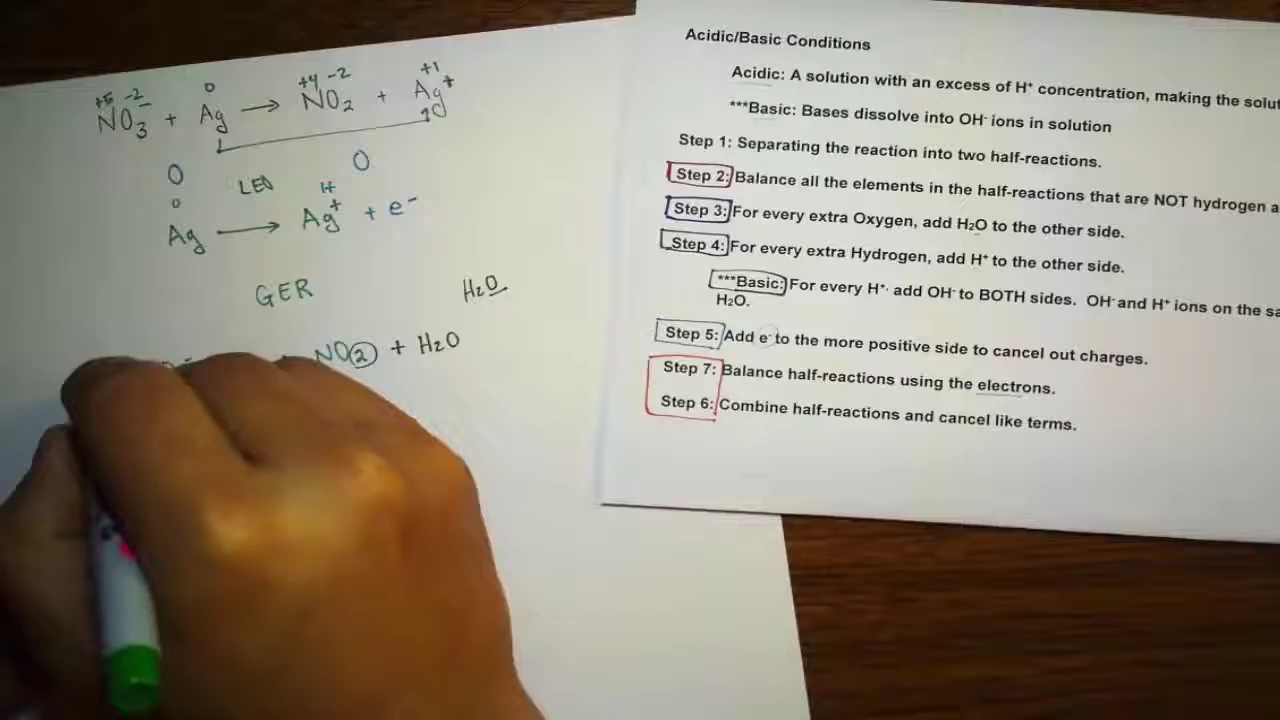 +5 -2 0 +4 -2 +1
NO₃⁻ + Ag → NO₂ + Ag⁺
0 0
0 LEO +1
Ag → Ag⁺ + e⁻
GER H₂O
NO₂ + H₂O
Acidic/Basic Conditions
Acidic: A solution with an excess of H⁺ concentration, making the
***Basic: Bases dissolve into OH⁻ ions in solution
Step 1: Separating the reaction into two half-reactions.
Step 2: Balance all the elements in the half-reactions that are NOT hydrogen
Step 3: For every extra Oxygen, add H₂O to the other side.
Step 4: For every extra Hydrogen, add H⁺ to the other side.
***Basic: For every H⁺, add OH⁻ to BOTH sides. OH⁻ and H⁺ ions on the
H₂O.
Step 5: Add e⁻ to the more positive side to cancel out charges.
Step 7: Balance half-reactions using the electrons.
Step 6: Combine half-reactions and cancel like terms.